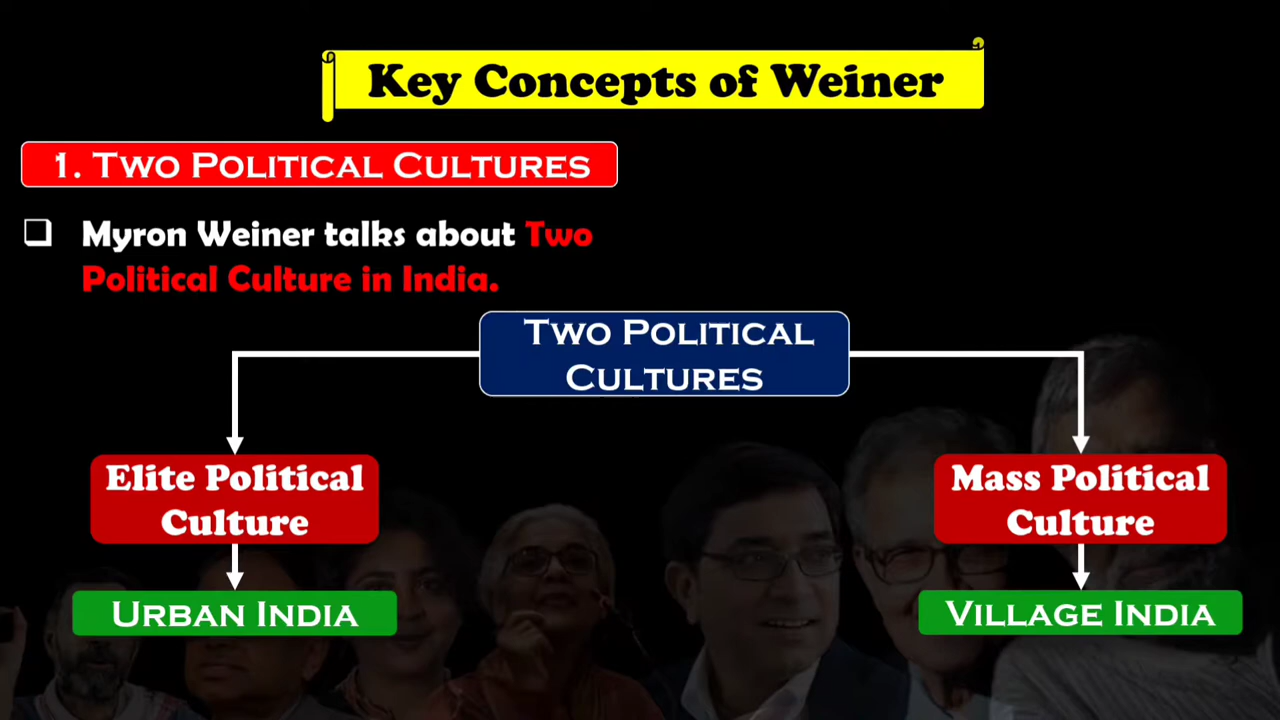 Key Concepts of Weiner
1. Two Political Cultures
❑ Myron Weiner talks about Two
Political Culture in India.
Two Political
Cultures
Elite Political
Culture
Mass Political
Culture
Urban India
Village India